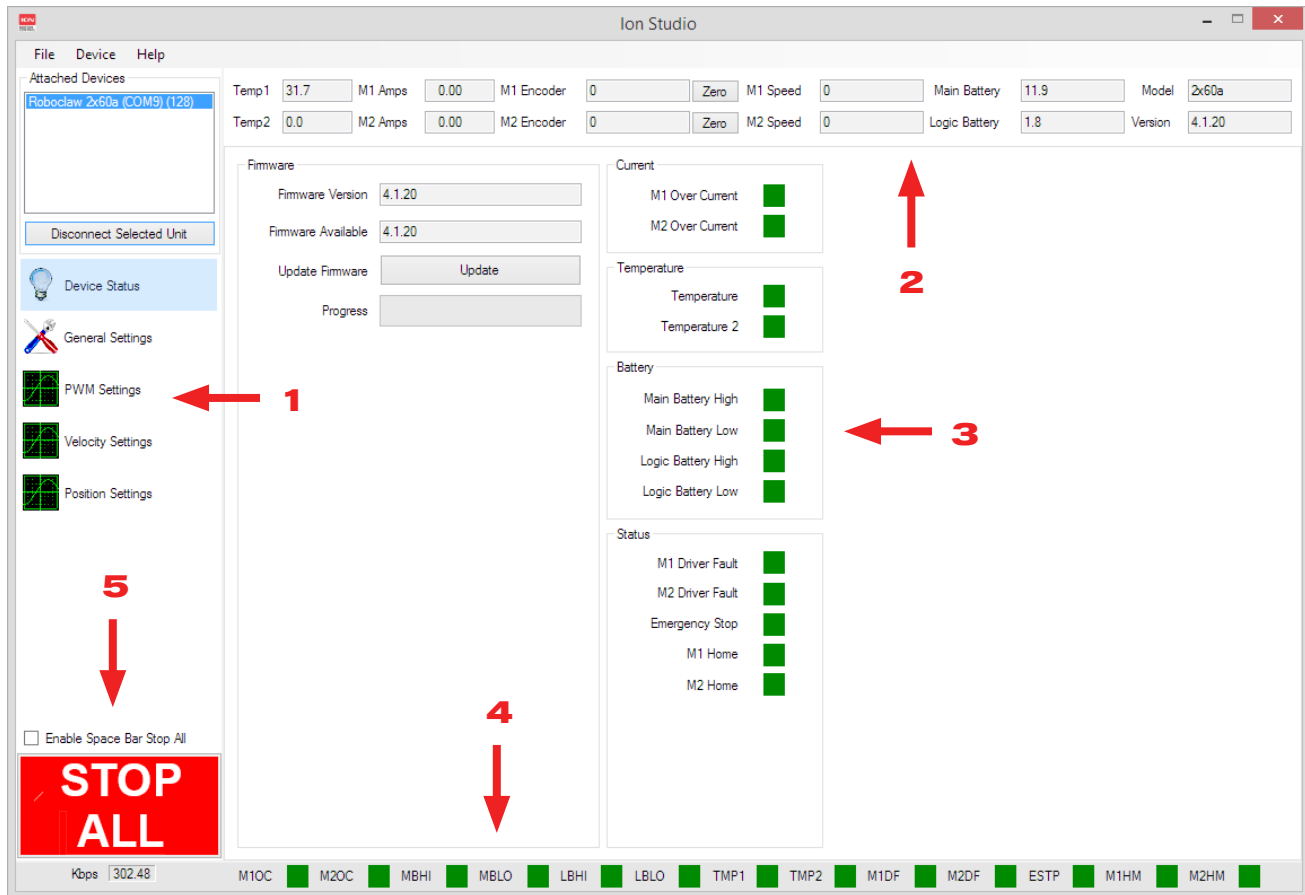 ION
Ion Studio
File Device Help
Attached Devices
Roboclaw 2x60a (COM9) (128)
Disconnect Selected Unit
Temp1 31.7 M1 Amps 0.00 M1 Encoder 0 Zero M1 Speed 0 Main Battery 11.9 Model 2x60a
Temp2 0.0 M2 Amps 0.00 M2 Encoder 0 Zero M2 Speed 0 Logic Battery 1.8 Version 4.1.20
Device Status
General Settings
PWM Settings
Velocity Settings
Position Settings
1
5
Enable Space Bar Stop All
STOP
ALL
Firmware
Firmware Version 4.1.20
Firmware Available 4.1.20
Update Firmware Update
Progress
Current
M1 Over Current
M2 Over Current
2
Temperature
Temperature
Temperature 2
Battery
Main Battery High
Main Battery Low
Logic Battery High
Logic Battery Low
3
Status
M1 Driver Fault
M2 Driver Fault
Emergency Stop
M1 Home
M2 Home
4
Kbps 302.48 M1OC M2OC MBHI MBLO LBHI LBLO TMP1 TMP2 M1DF M2DF ESTP M1HM M2HM